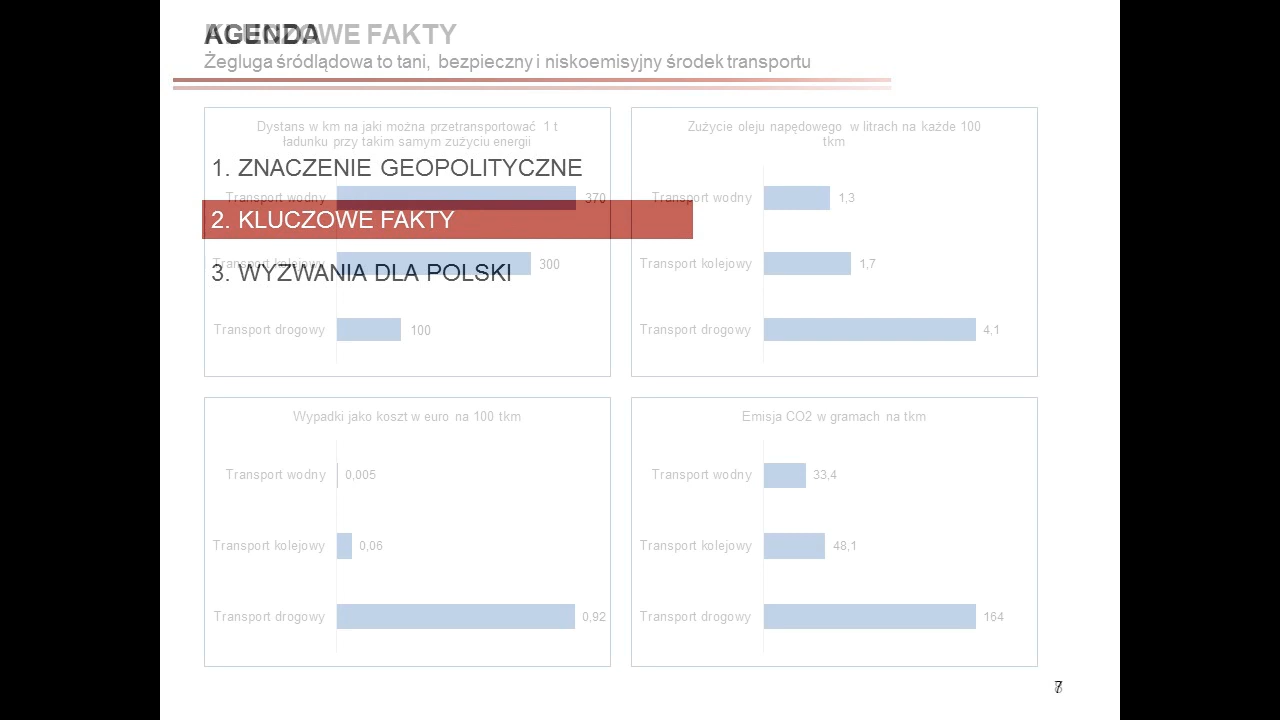 AGENDA
KLUCZOWE FAKTY
Żegluga śródlądowa to tani, bezpieczny i niskoemisyjny środek transportu
1. ZNACZENIE GEOPOLITYCZNE
2. KLUCZOWE FAKTY
3. WYZWANIA DLA POLSKI
Dystans w km na jaki można przetransportować 1 t
ładunku przy takim samym zużyciu energii
Transport wodny 370
Transport kolejowy 300
Transport drogowy 100
Zużycie oleju napędowego w litrach na każde 100
tkm
Transport wodny 1,3
Transport kolejowy 1,7
Transport drogowy 4,1
Wypadki jako koszt w euro na 100 tkm
Transport wodny 0,005
Transport kolejowy 0,06
Transport drogowy 0,92
Emisja CO2 w gramach na tkm
Transport wodny 33,4
Transport kolejowy 48,1
Transport drogowy 164
7
8